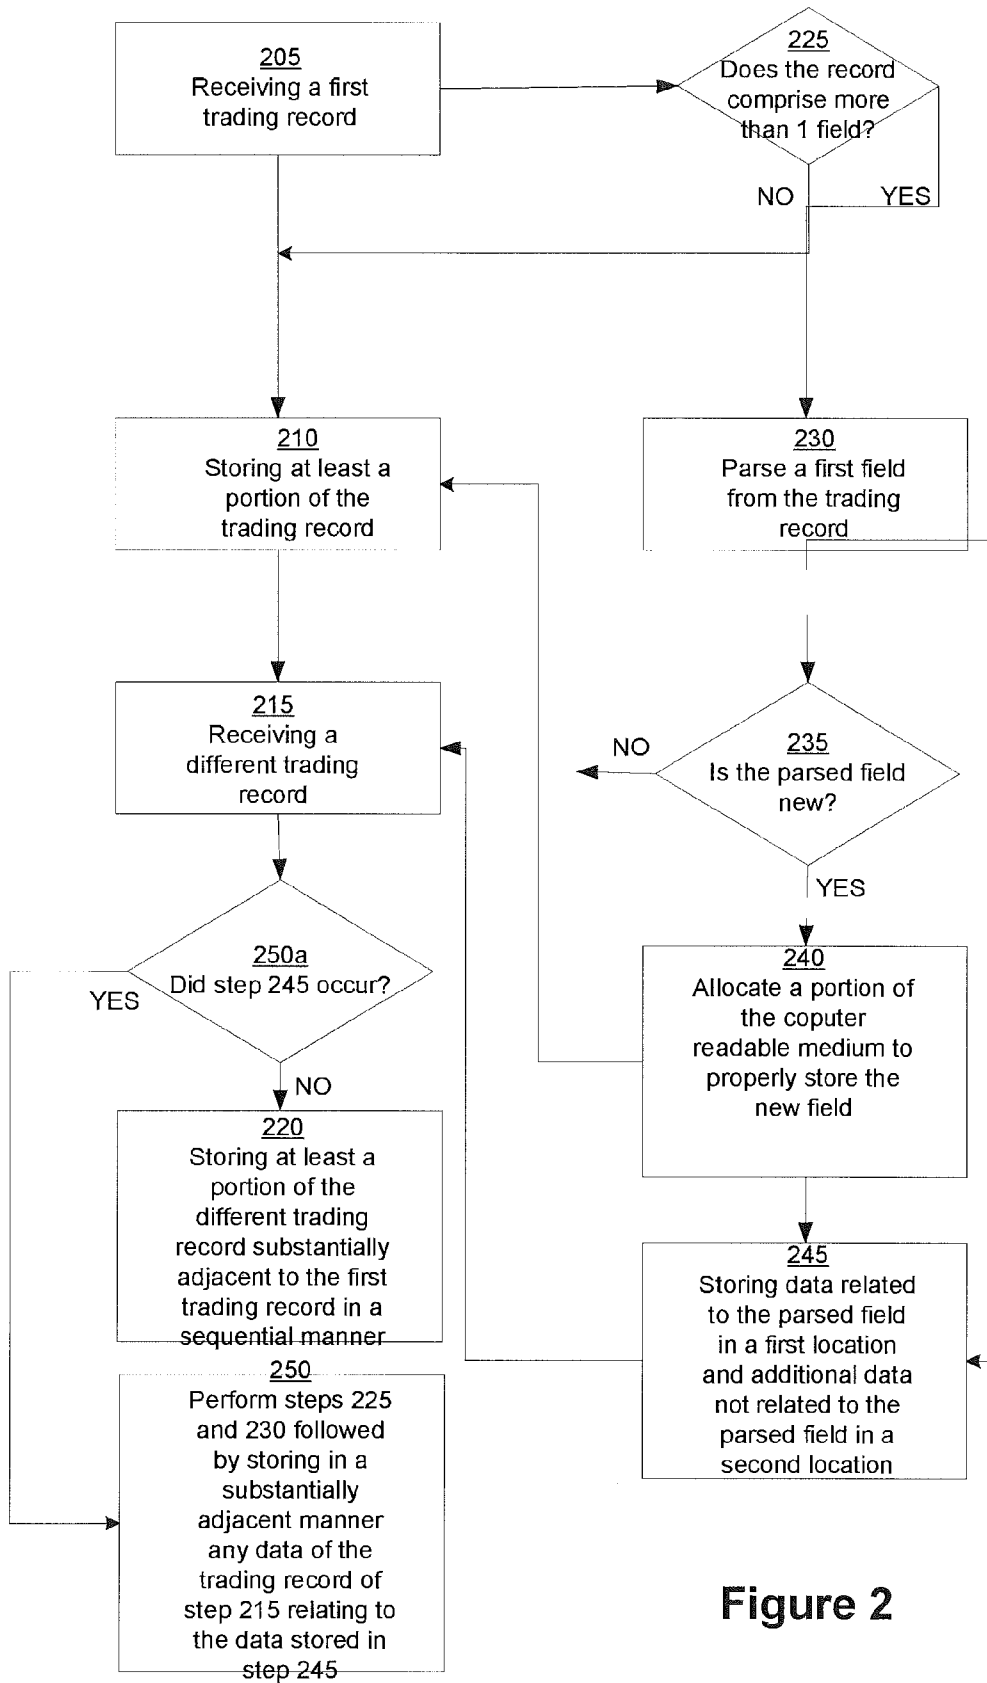 205
Receiving a first
trading record
225
Does the record
comprise more
than 1 field?
NO
YES
210
Storing at least a
portion of the
trading record
230
Parse a first field
from the trading
record
215
Receiving a
different trading
record
NO
235
Is the parsed field
new?
YES
250a
Did step 245 occur?
YES
NO
240
Allocate a portion of
the coputer
readable medium to
properly store the
new field
220
Storing at least a
portion of the
different trading
record substantially
adjacent to the first
trading record in a
sequential manner
245
Storing data related
to the parsed field
in a first location
and additional data
not related to the
parsed field in a
second location
250
Perform steps 225
and 230 followed
by storing in a
substantially
adjacent manner
any data of the
trading record of
step 215 relating to
the data stored in
step 245
Figure 2